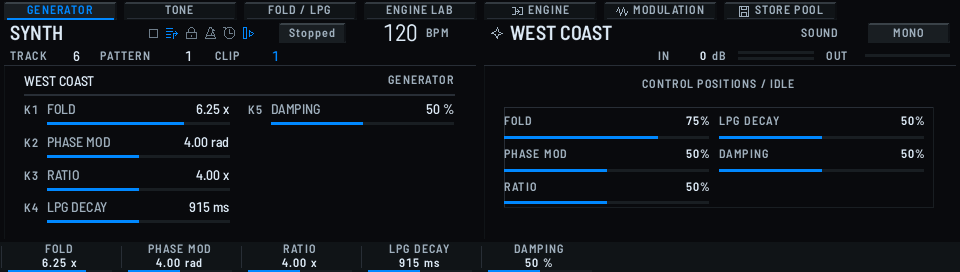 GENERATOR TONE FOLD / LPG ENGINE LAB ENGINE MODULATION STORE POOL
SYNTH Stopped 120 BPM WEST COAST SOUND MONO
TRACK 6 PATTERN 1 CLIP 1 IN 0 dB OUT
WEST COAST GENERATOR
K1 FOLD 6.25 x K5 DAMPING 50 %
K2 PHASE MOD 4.00 rad
K3 RATIO 4.00 x
K4 LPG DECAY 915 ms
CONTROL POSITIONS / IDLE
FOLD 75% LPG DECAY 50%
PHASE MOD 50% DAMPING 50%
RATIO 50%
FOLD PHASE MOD RATIO LPG DECAY DAMPING
6.25 x 4.00 rad 4.00 x 915 ms 50 %